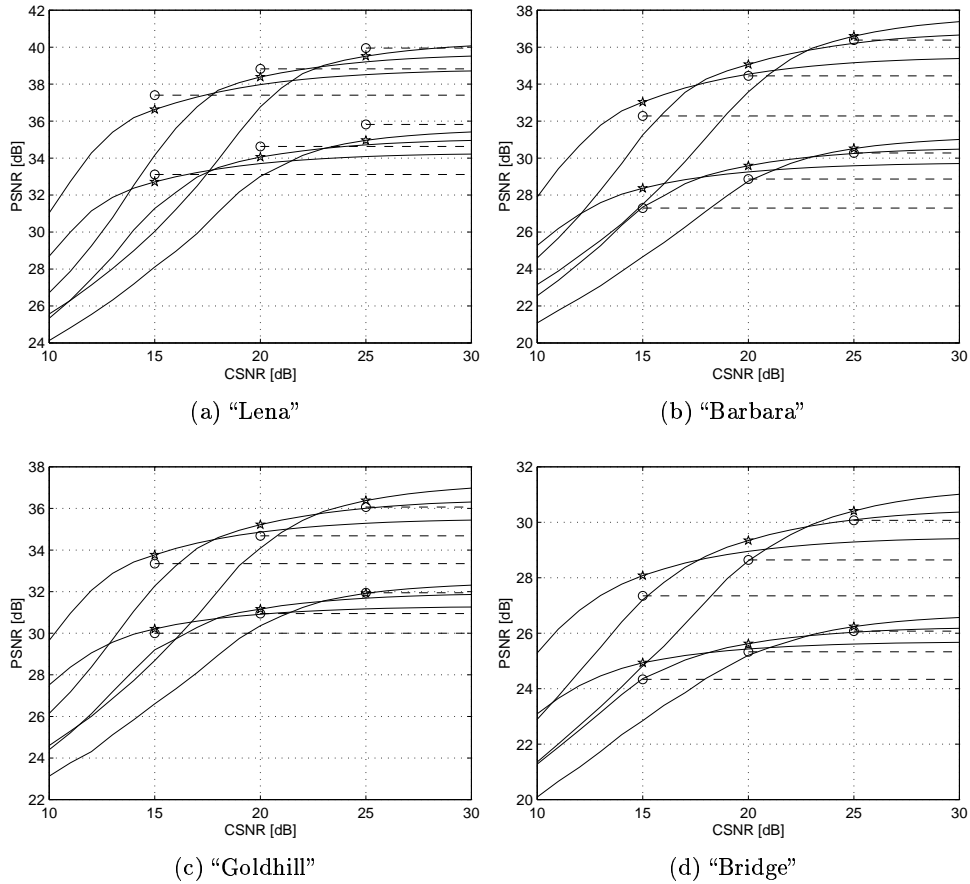 42
40
38
36
34
32
30
28
26
24
PSNR [dB]
10 15 20 25 30
CSNR [dB]
(a) “Lena”
38
36
34
32
30
28
26
24
22
20
PSNR [dB]
10 15 20 25 30
CSNR [dB]
(b) “Barbara”
38
36
34
32
30
28
26
24
22
PSNR [dB]
10 15 20 25 30
CSNR [dB]
(c) “Goldhill”
32
30
28
26
24
22
20
PSNR [dB]
10 15 20 25 30
CSNR [dB]
(d) “Bridge”